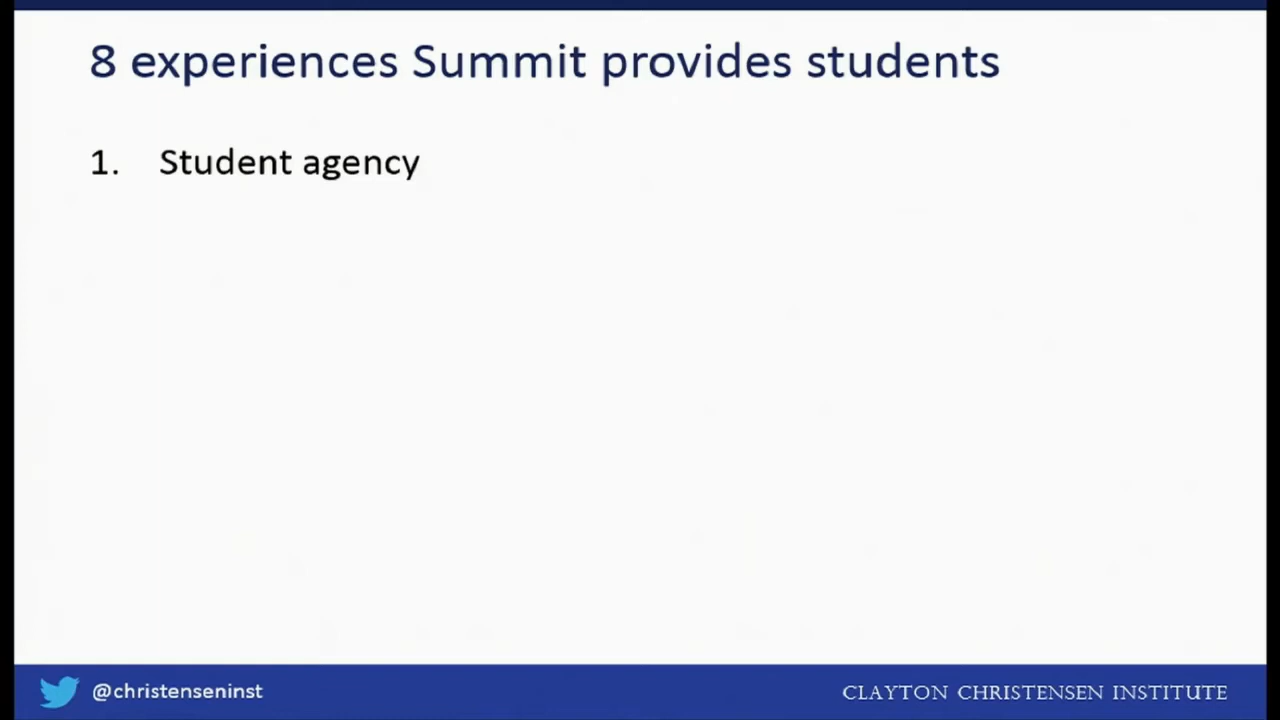 8 experiences Summit provides students
1. Student agency
@christenseninst
CLAYTON CHRISTENSEN INSTITUTE